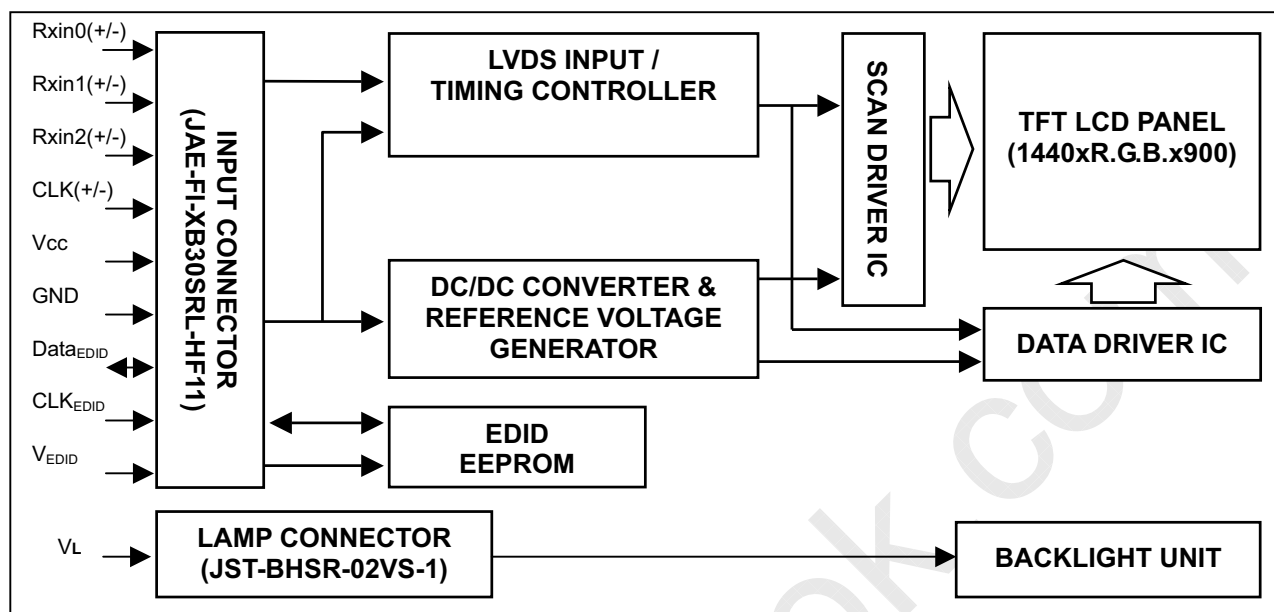 Rxin0(+/-)
Rxin1(+/-)
Rxin2(+/-)
CLK(+/-)
Vcc
GND
DataEDID
CLKEDID
VEDID
VL
INPUT CONNECTOR
(JAE-FI-XB30SRL-HF11)
LVDS INPUT /
TIMING CONTROLLER
DC/DC CONVERTER &
REFERENCE VOLTAGE
GENERATOR
EDID
EEPROM
LAMP CONNECTOR
(JST-BHSR-02VS-1)
SCAN DRIVER IC
TFT LCD PANEL
(1440xR.G.B.x900)
DATA DRIVER IC
BACKLIGHT UNIT
ok.com